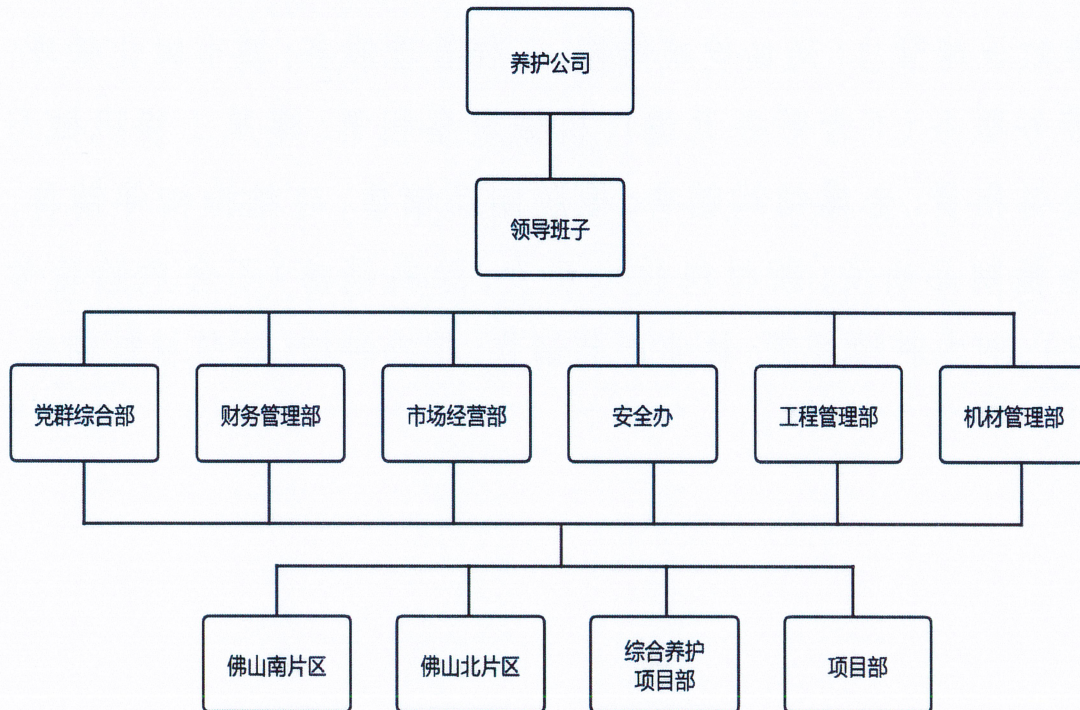 养护公司
领导班子
党群综合部
财务管理部
市场经营部
安全办
工程管理部
机材管理部
佛山南片区
佛山北片区
综合养护
项目部
项目部